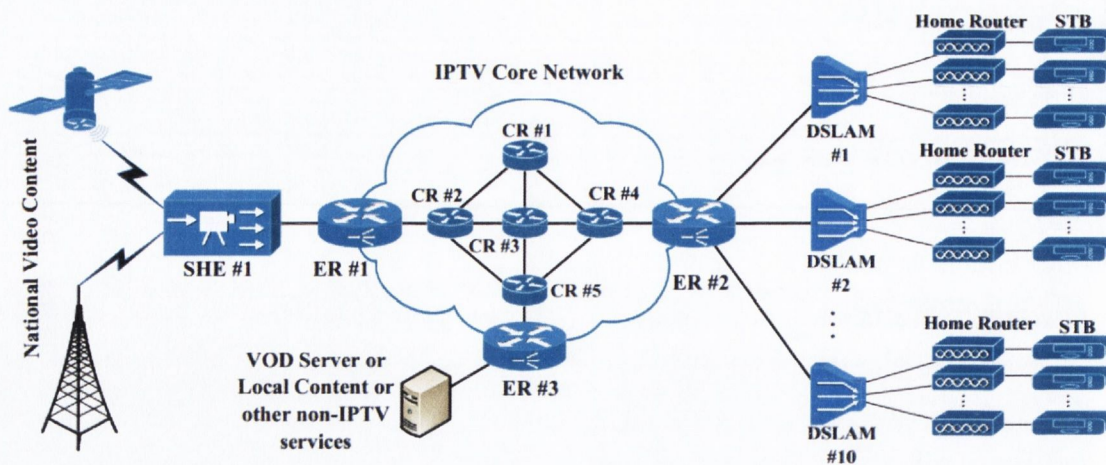 National Video Content
SHE #1
IPTV Core Network
CR #1
CR #2
CR #4
CR #3
CR #5
ER #1
ER #2
ER #3
VOD Server or
Local Content or
other non-IPTV
services
Home Router STB
DSLAM
#1
Home Router STB
DSLAM
#2
Home Router STB
DSLAM
#10